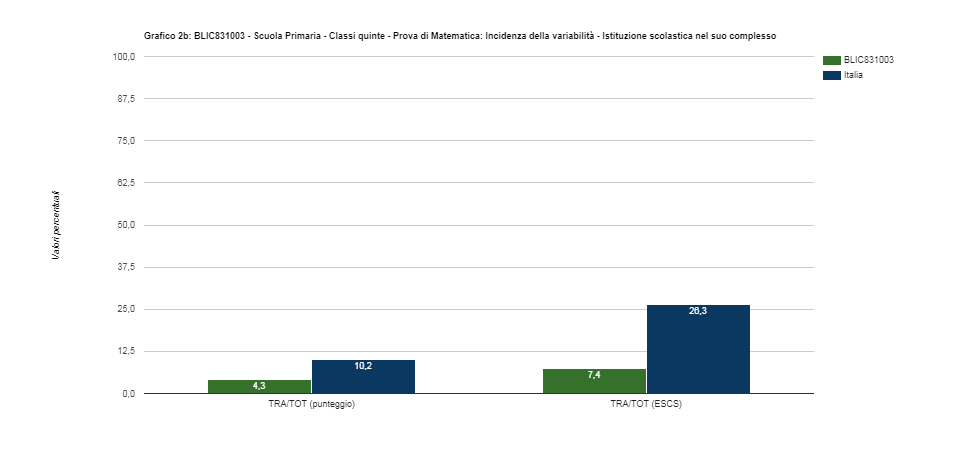 Grafico 2b: BLIC831003 - Scuola Primaria - Classi quinte - Prova di Matematica: Incidenza della variabilità - Istituzione scolastica nel suo complesso
100,0
87,5
75,0
62,5
50,0
37,5
25,0
12,5
0,0
Valori percentuali
BLIC831003
Italia
4,3
10,2
7,4
26,3
TRA/TOT (punteggio)
TRA/TOT (ESCS)